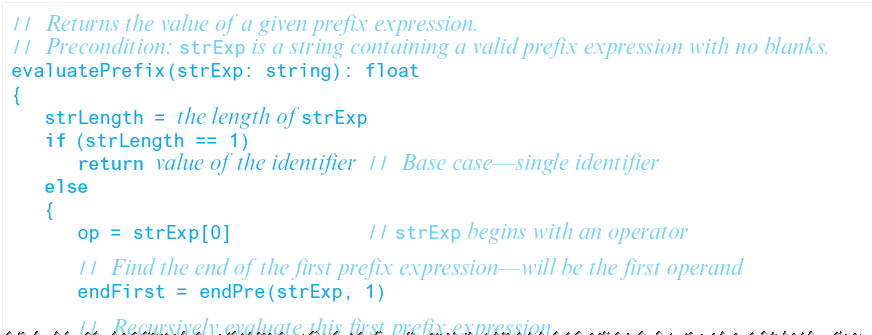 // Returns the value of a given prefix expression.
// Precondition: strExp is a string containing a valid prefix expression with no blanks.
evaluatePrefix(strExp: string): float
{
strLength = the length of strExp
if (strLength == 1)
return value of the identifier // Base case—single identifier
else
{
op = strExp[0] // strExp begins with an operator
// Find the end of the first prefix expression—will be the first operand
endFirst = endPre(strExp, 1)
// Recursively evaluate this first prefix expression